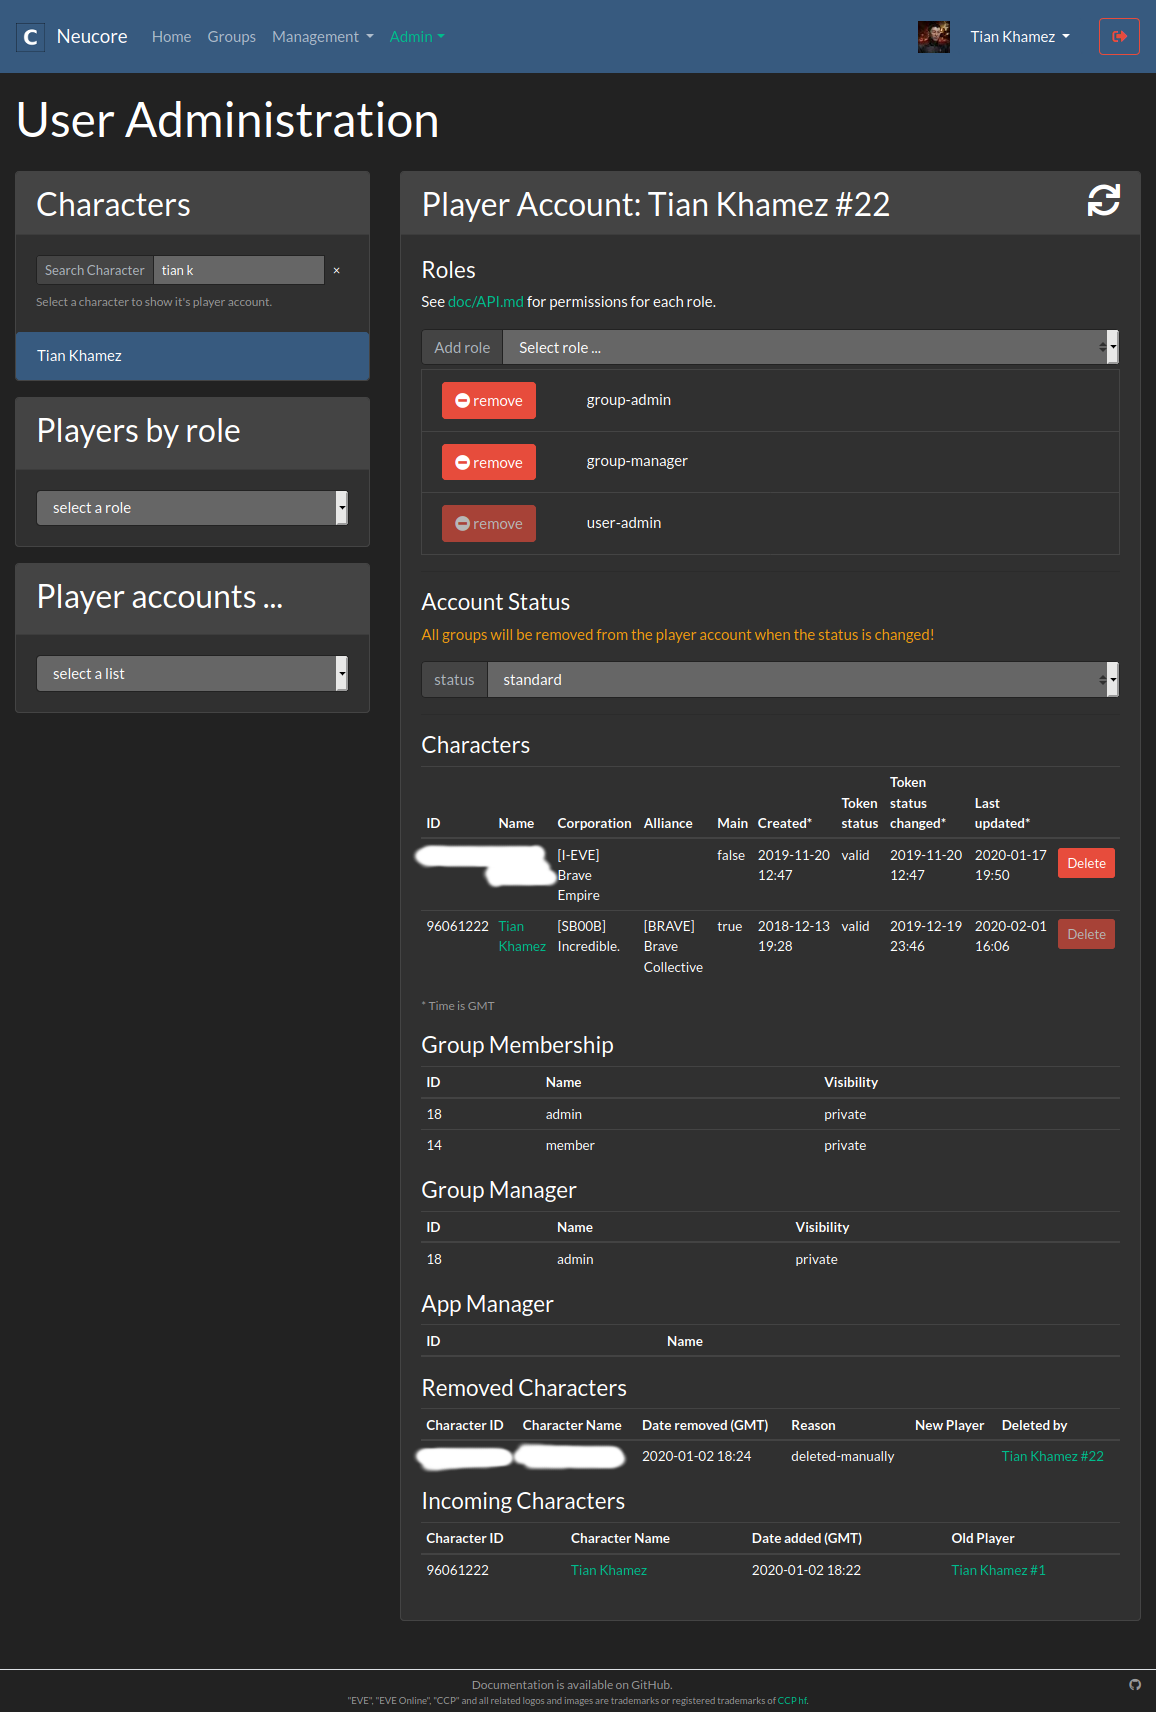 C Neucore Home Groups Management Admin Tian Khamez
User Administration
Characters
Search Character tian k ×
Select a character to show it's player account.
Tian Khamez
Players by role
select a role
Player accounts ...
select a list
Player Account: Tian Khamez #22
Roles
See doc/API.md for permissions for each role.
Add role Select role ...
remove group-admin
remove group-manager
remove user-admin
Account Status
All groups will be removed from the player account when the status is changed!
status standard
Characters
Token
Token status Last
ID Name Corporation Alliance Main Created* status changed* updated*
[I-EVE] false 2019-11-20 valid 2019-11-20 2020-01-17 Delete
Brave 12:47 12:47 19:50
Empire
96061222 Tian [SB00B] [BRAVE] true 2018-12-13 valid 2019-12-19 2020-02-01 Delete
Khamez Incredible. Brave 19:28 23:46 16:06
Collective
* Time is GMT
Group Membership
ID Name Visibility
18 admin private
14 member private
Group Manager
ID Name Visibility
18 admin private
App Manager
ID Name
Removed Characters
Character ID Character Name Date removed (GMT) Reason New Player Deleted by
2020-01-02 18:24 deleted-manually Tian Khamez #22
Incoming Characters
Character ID Character Name Date added (GMT) Old Player
96061222 Tian Khamez 2020-01-02 18:22 Tian Khamez #1
Documentation is available on GitHub.
"EVE", "EVE Online", "CCP" and all related logos and images are trademarks or registered trademarks of CCP hf.